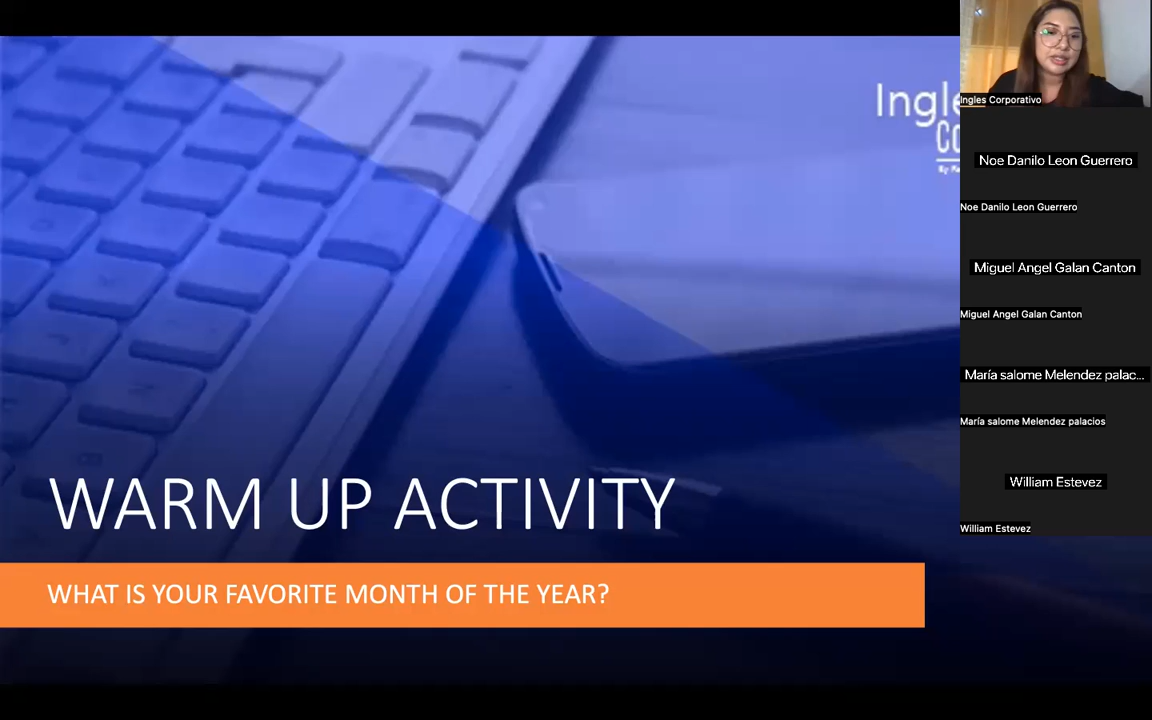 Ingle
Co
WARM UP ACTIVITY
WHAT IS YOUR FAVORITE MONTH OF THE YEAR?
Ingles Corporativo
Noe Danilo Leon Guerrero
Noe Danilo Leon Guerrero
Miguel Angel Galan Canton
Miguel Angel Galan Canton
María salome Melendez palac...
María salome Melendez palacios
William Estevez
William Estevez